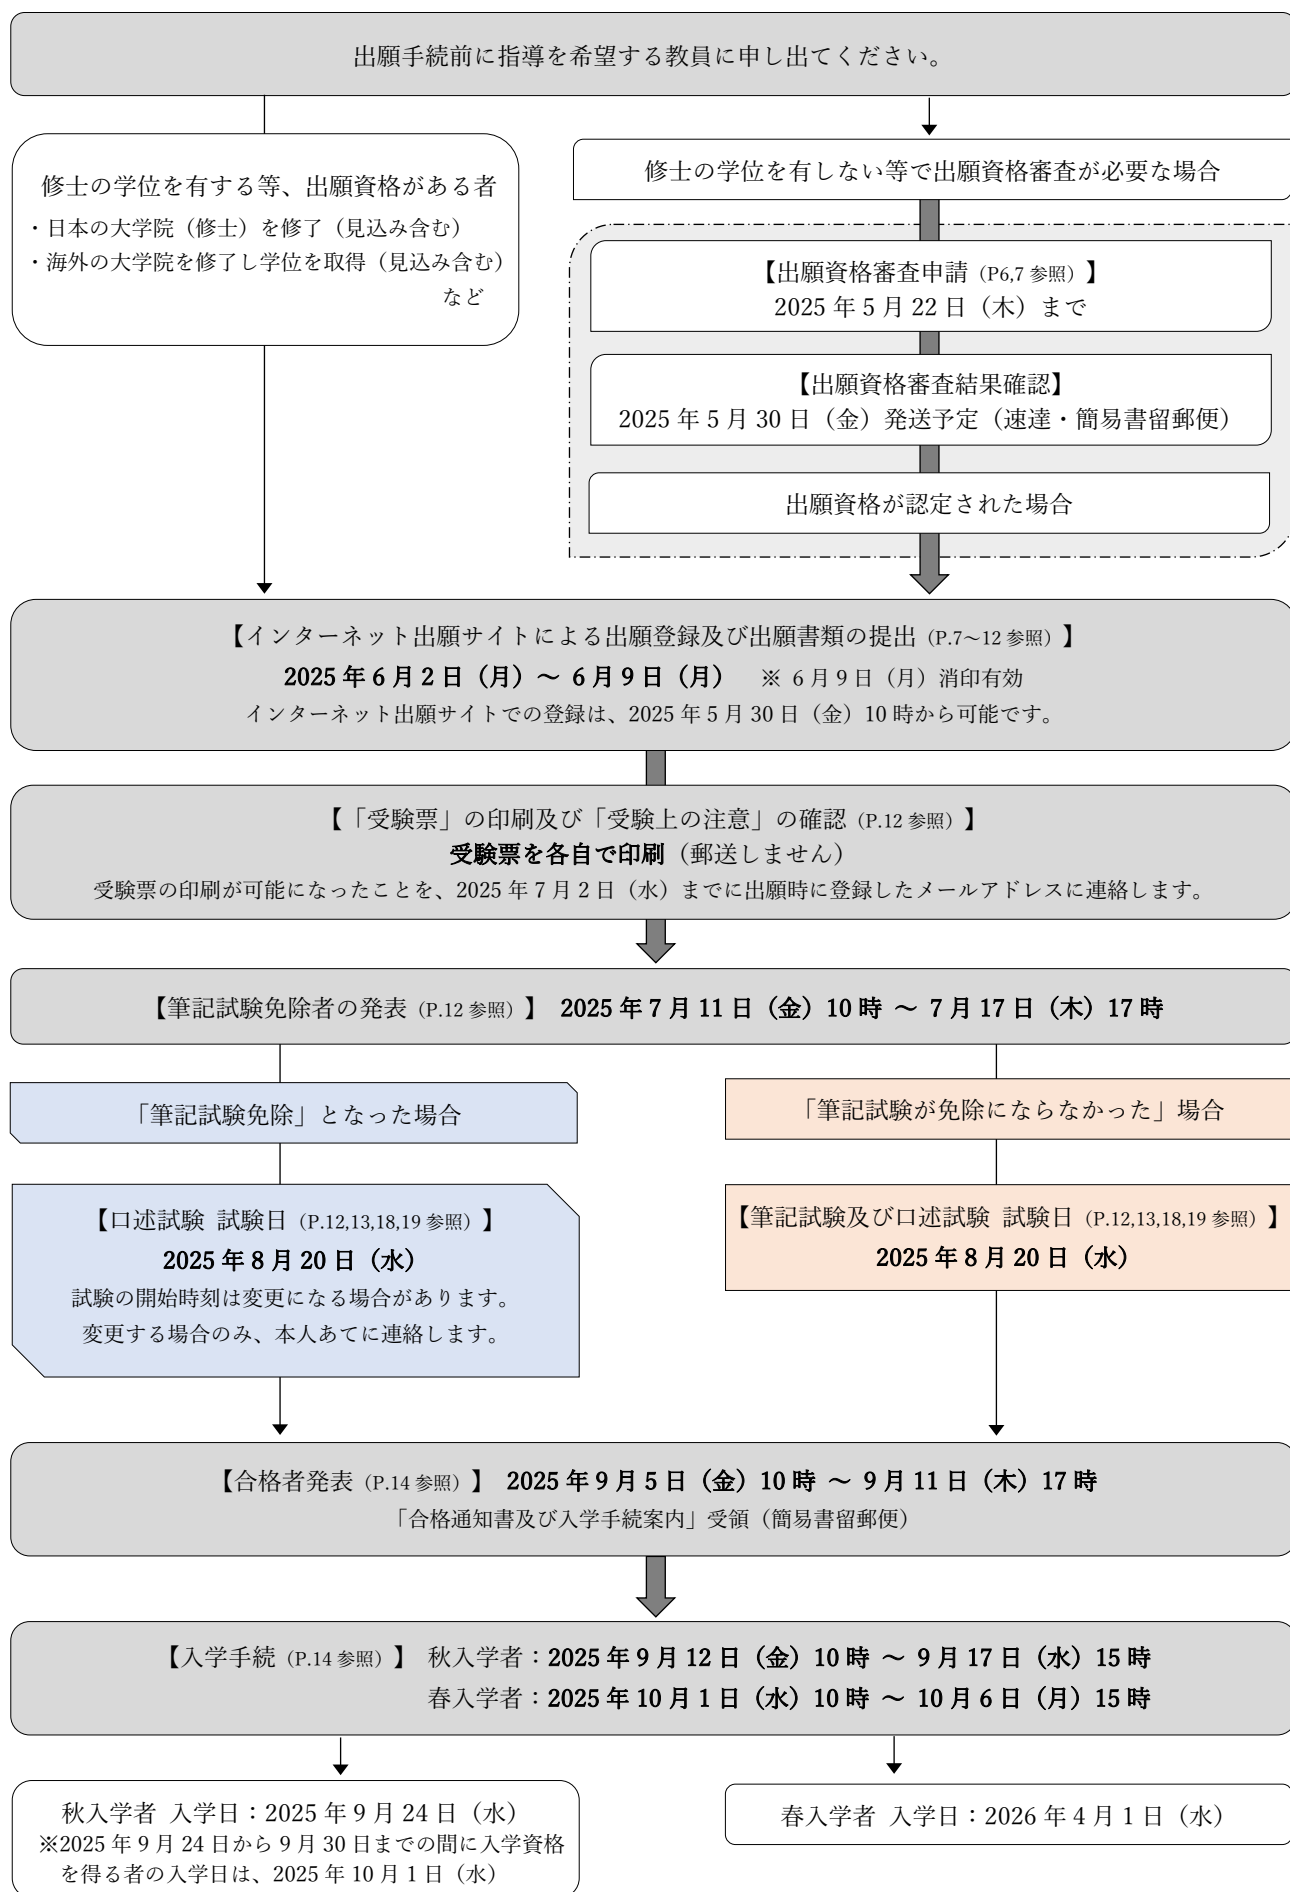 出願手続前に指導を希望する教員に申し出てください。
修士の学位を有する等、出願資格がある者
・日本の大学院（修士）を修了（見込み含む）
・海外の大学院を修了し学位を取得（見込み含む）
など
修士の学位を有しない等で出願資格審査が必要な場合
【出願資格審査申請（P6,7 参照）】
2025 年 5 月 22 日（木）まで
【出願資格審査結果確認】
2025 年 5 月 30 日（金）発送予定（速達・簡易書留郵便）
出願資格が認定された場合
【インターネット出願サイトによる出願登録及び出願書類の提出（P.7～12 参照）】
2025 年 6 月 2 日（月）～ 6 月 9 日（月）　※ 6 月 9 日（月）消印有効
インターネット出願サイトでの登録は、2025 年 5 月 30 日（金）10 時から可能です。
【「受験票」の印刷及び「受験上の注意」の確認（P.12 参照）】
受験票を各自で印刷（郵送しません）
受験票の印刷が可能になったことを、2025 年 7 月 2 日（水）までに出願時に登録したメールアドレスに連絡します。
【筆記試験免除者の発表（P.12 参照）】 2025 年 7 月 11 日（金）10 時 ～ 7 月 17 日（木）17 時
「筆記試験免除」となった場合
【口述試験 試験日（P.12,13,18,19 参照）】
2025 年 8 月 20 日（水）
試験の開始時刻は変更になる場合があります。
変更する場合のみ、本人あてに連絡します。
「筆記試験が免除にならなかった」場合
【筆記試験及び口述試験 試験日（P.12,13,18,19 参照）】
2025 年 8 月 20 日（水）
【合格者発表（P.14 参照）】 2025 年 9 月 5 日（金）10 時 ～ 9 月 11 日（木）17 時
「合格通知書及び入学手続案内」受領（簡易書留郵便）
【入学手続（P.14 参照）】 秋入学者：2025 年 9 月 12 日（金）10 時 ～ 9 月 17 日（水）15 時
春入学者：2025 年 10 月 1 日（水）10 時 ～ 10 月 6 日（月）15 時
秋入学者 入学日：2025 年 9 月 24 日（水）
※2025 年 9 月 24 日から 9 月 30 日までの間に入学資格
を得る者の入学日は、2025 年 10 月 1 日（水）
春入学者 入学日：2026 年 4 月 1 日（水）